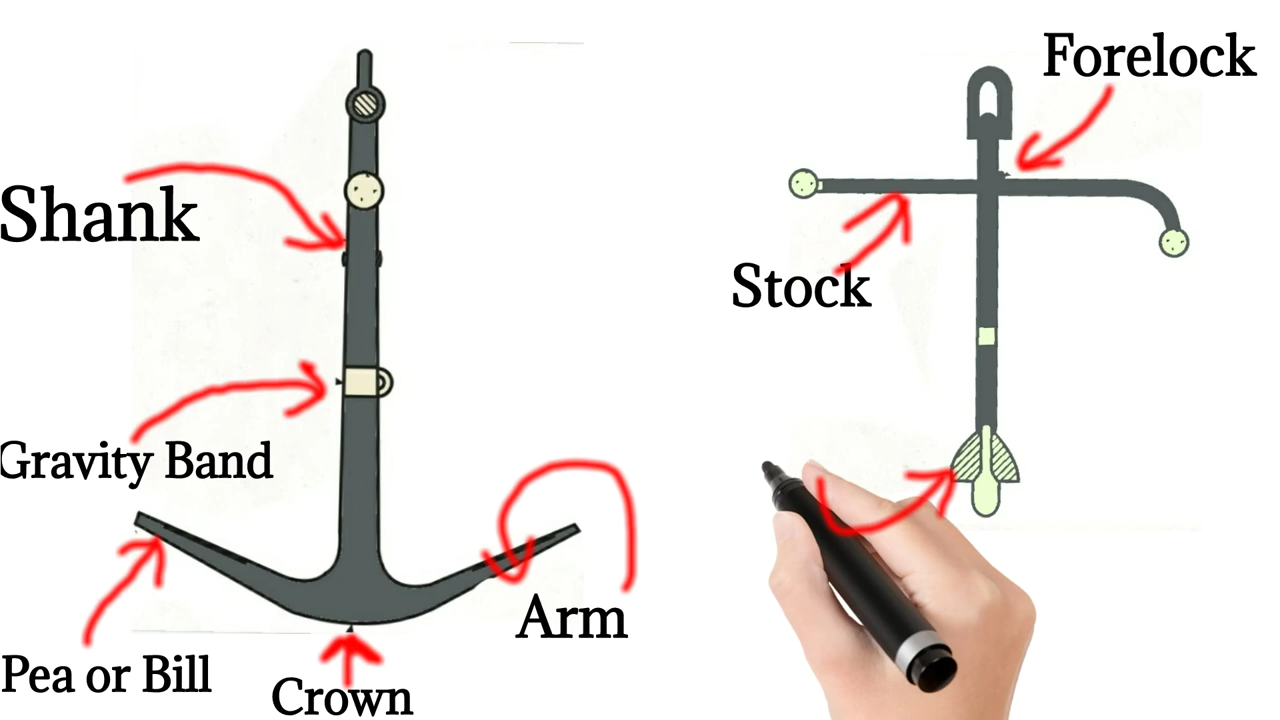 Shank
Gravity Band
Pea or Bill
Crown
Arm
Forelock
Stock